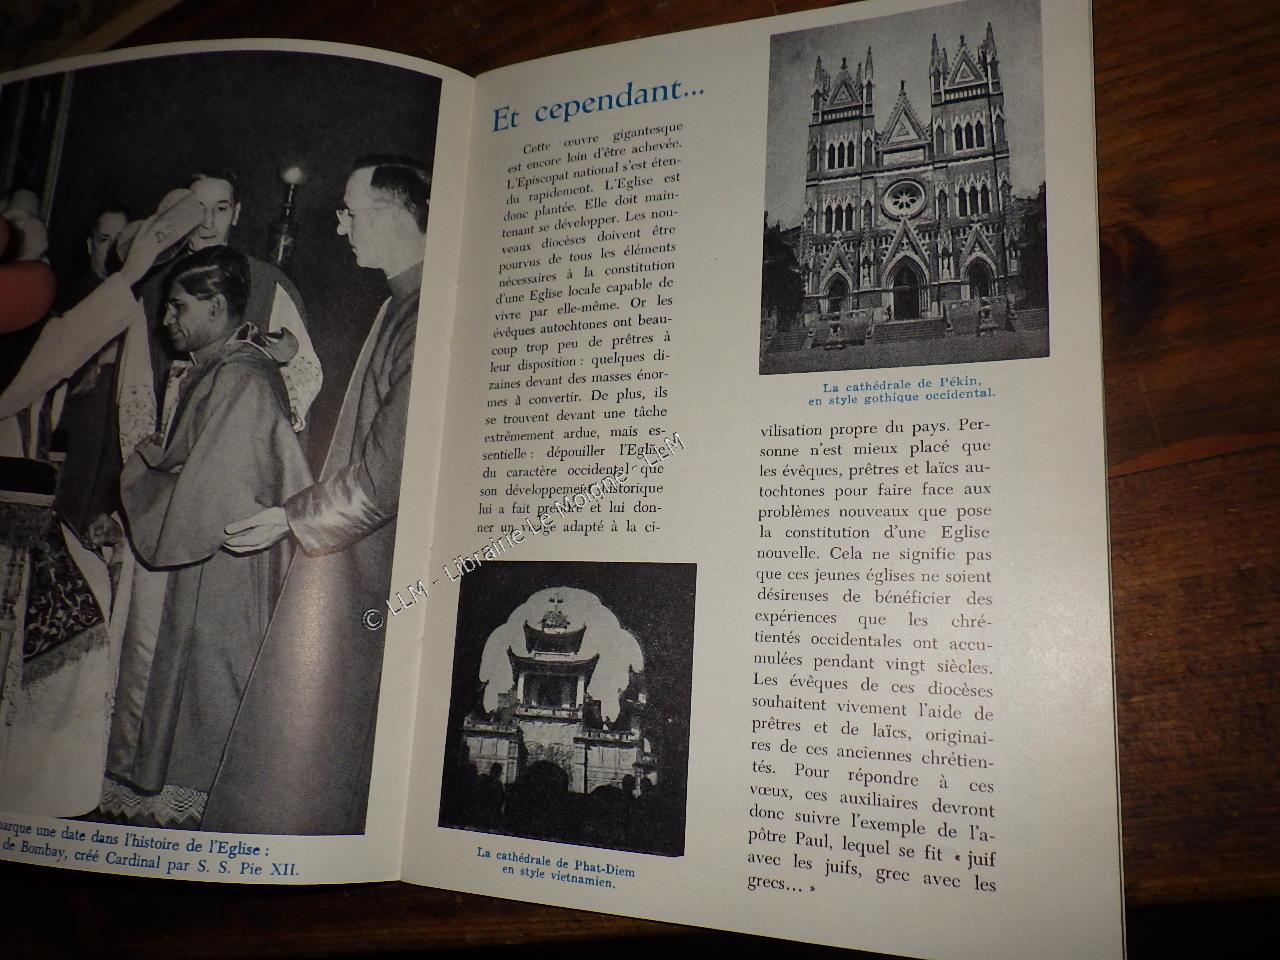 arque une date dans l'histoire de l'Eglise :
de Bombay, créé Cardinal par S. S. Pie XII.
Et cependant...
Cette œuvre gigantesque
est encore loin d'être achevée.
L'Episcopat national s'est éten-
du rapidement. L'Eglise est
donc plantée. Elle doit main-
tenant se développer. Les nou-
veaux diocèses doivent être
pourvus de tous les éléments
nécessaires à la constitution
d'une Eglise locale capable de
vivre par elle-même. Or les
évêques autochtones ont beau-
coup trop peu de prêtres à
leur disposition : quelques di-
zaines devant des masses énor-
mes à convertir. De plus, ils
se trouvent devant une tâche
extrêmement ardue, mais es-
sentielle : dépouiller l'Eglise
du caractère occidental que
son développement historique
lui a fait prendre et lui don-
ner un visage adapté à la ci-
La cathédrale de Phat-Diem
en style vietnamien.
La cathédrale de Pékin,
en style gothique occidental.
vilisation propre du pays. Per-
sonne n'est mieux placé que
les évêques, prêtres et laïcs au-
tochtones pour faire face aux
problèmes nouveaux que pose
la constitution d'une Eglise
nouvelle. Cela ne signifie pas
que ces jeunes églises ne soient
désireuses de bénéficier des
expériences que les chré-
tientés occidentales ont accu-
mulées pendant vingt siècles.
Les évêques de ces diocèses
souhaitent vivement l'aide de
prêtres et de laïcs, originai-
res de ces anciennes chrétien-
tés. Pour répondre à ces
vœux, ces auxiliaires devront
donc suivre l'exemple de l'a-
pôtre Paul, lequel se fit « juif
avec les juifs, grec avec les
grecs... »
© LLM - Librairie Le Moigne - LLM